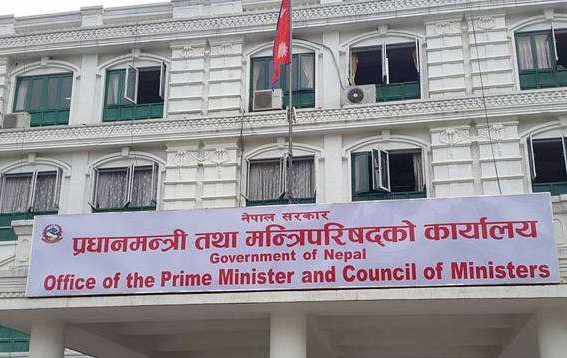 नेपाल सरकार
प्रधानमन्त्री तथा मन्त्रिपरिषद्को कार्यालय
Government of Nepal
Office of the Prime Minister and Council of Ministers